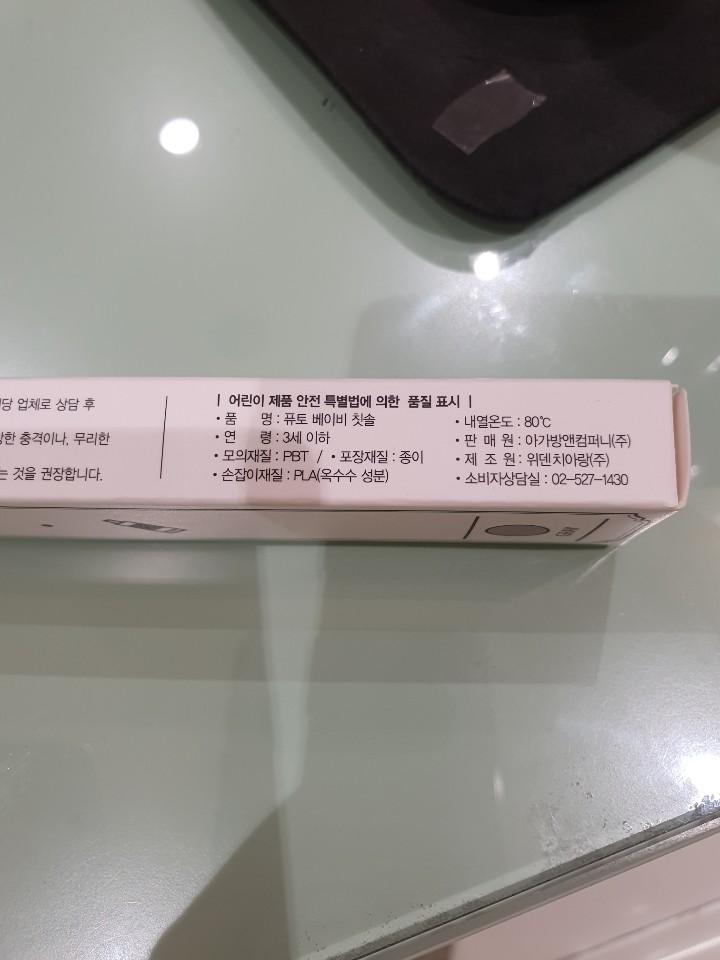 당 업체로 상담 후
한 충격이나, 무리한
는 것을 권장합니다.
| 어린이 제품 안전 특별법에 의한 품질 표시 |
• 품 명 : 퓨토 베이비 칫솔
• 연 령 : 3세 이하
• 모의재질 : PBT / • 포장재질 : 종이
• 손잡이재질 : PLA(옥수수 성분)
• 내열온도 : 80℃
• 판 매 원 : 아가방앤컴퍼니(주)
• 제 조 원 : 위덴치아랑(주)
• 소비자상담실 : 02-527-1430